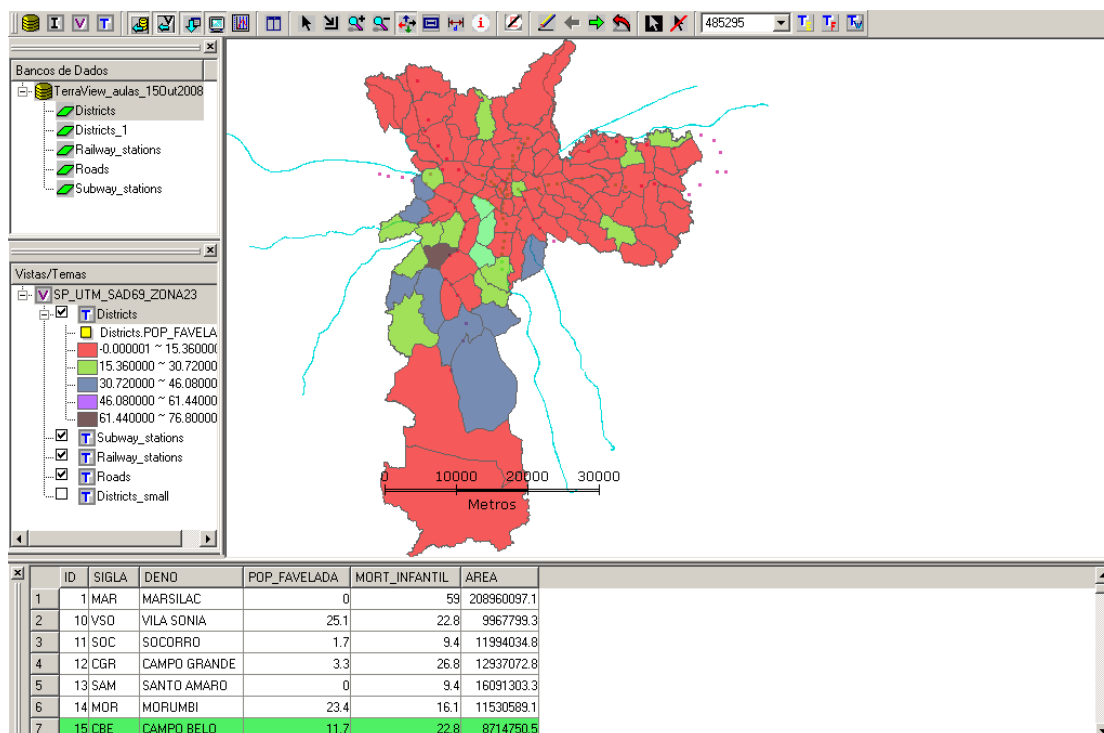 I V T 485295 T T T
Bancos de Dados
TerraView_aulas_15Out2008
Districts
Districts_1
Railway_stations
Roads
Subway_stations
Vistas/Temas
V SP_UTM_SAD69_ZONA23
T Districts
Districts.POP_FAVELA
-0.000001 ~ 15.36000(
15.360000 ~ 30.72000
30.720000 ~ 46.08000
46.080000 ~ 61.44000
61.440000 ~ 76.80000
T Subway_stations
T Railway_stations
T Roads
T Districts_small
0 10000 20000 30000
Metros
ID SIGLA DENO POP_FAVELADA MORT_INFANTIL AREA
1 1 MAR MARSILAC 0 59 208960097.1
2 10 VSO VILA SONIA 25.1 22.8 9967799.3
3 11 SOC SOCORRO 1.7 9.4 11994034.8
4 12 CGR CAMPO GRANDE 3.3 26.8 12937072.8
5 13 SAM SANTO AMARO 0 9.4 16091303.3
6 14 MOR MORUMBI 23.4 16.1 11530589.1
7 15 CBE CAMPO BELO 11.7 22.8 8714750.5